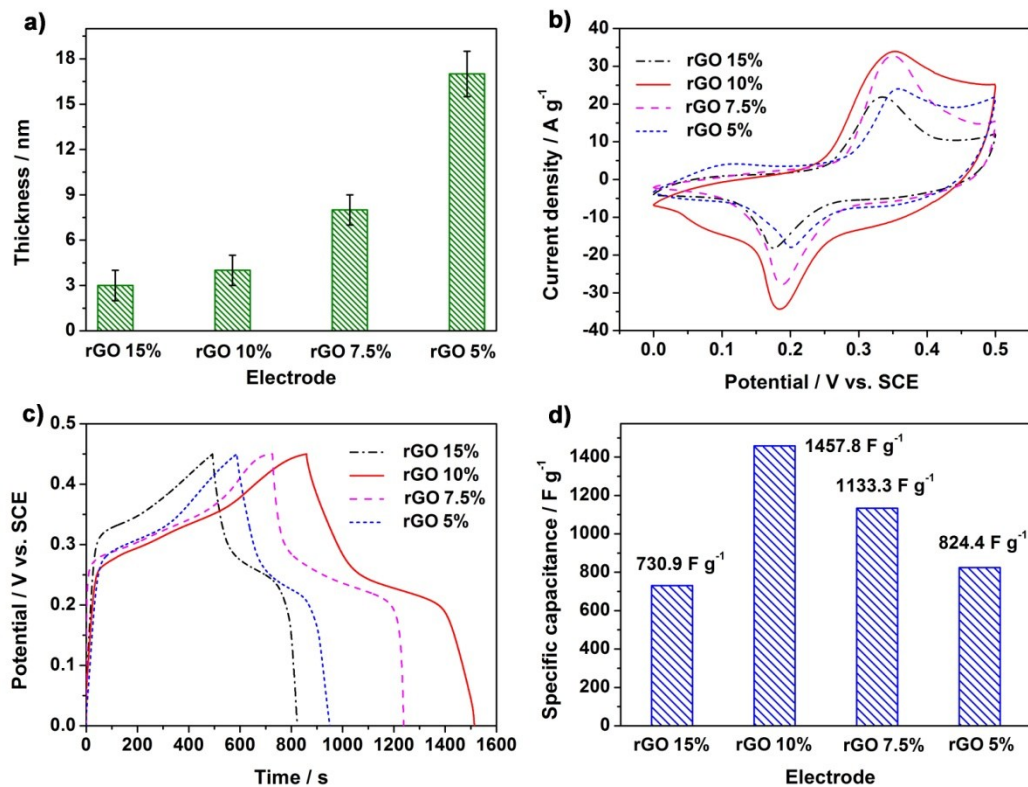 a)
Thickness / nm
18
15
12
9
6
3
0
rGO 15%
rGO 10%
rGO 7.5%
rGO 5%
Electrode
b)
Current density / A g⁻¹
40
30
20
10
0
-10
-20
-30
-40
rGO 15%
rGO 10%
rGO 7.5%
rGO 5%
0.0
0.1
0.2
0.3
0.4
0.5
Potential / V vs. SCE
c)
Potential / V vs. SCE
0.5
0.4
0.3
0.2
0.1
0.0
rGO 15%
rGO 10%
rGO 7.5%
rGO 5%
0
200
400
600
800
1000
1200
1400
1600
Time / s
d)
Specific capacitance / F g⁻¹
1400
1200
1000
800
600
400
200
0
730.9 F g⁻¹
1457.8 F g⁻¹
1133.3 F g⁻¹
824.4 F g⁻¹
rGO 15%
rGO 10%
rGO 7.5%
rGO 5%
Electrode